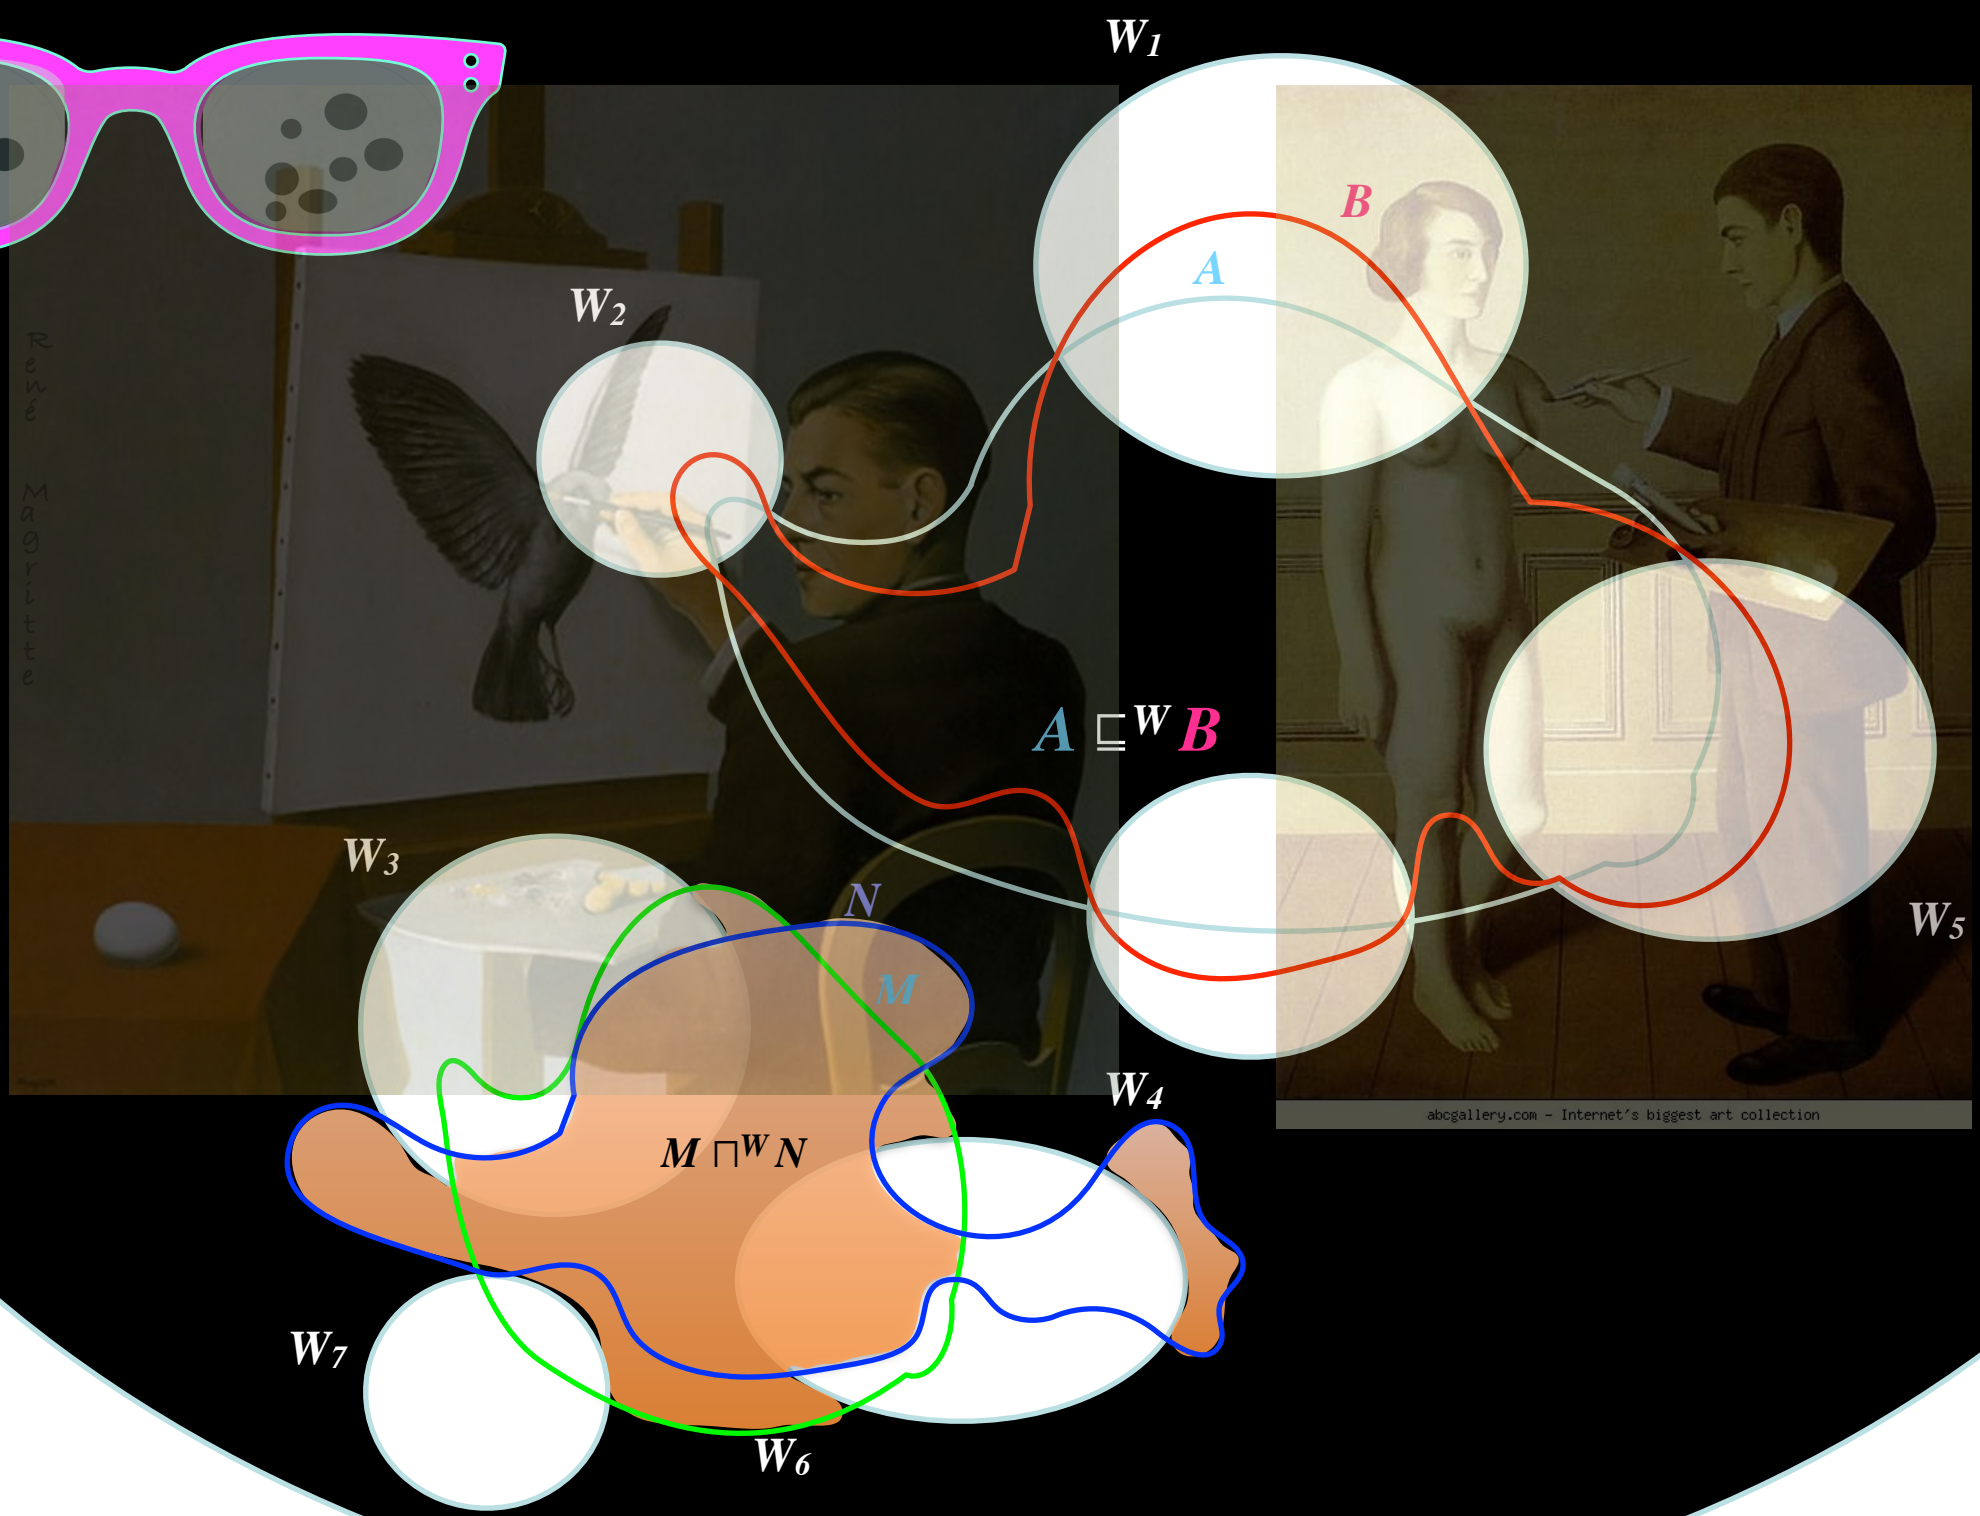 W1
B
A
W2
René Magritte
A ⊑W B
W3
N
M
W5
W4
abcgallery.com - Internet's biggest art collection
M ⊓W N
W7
W6